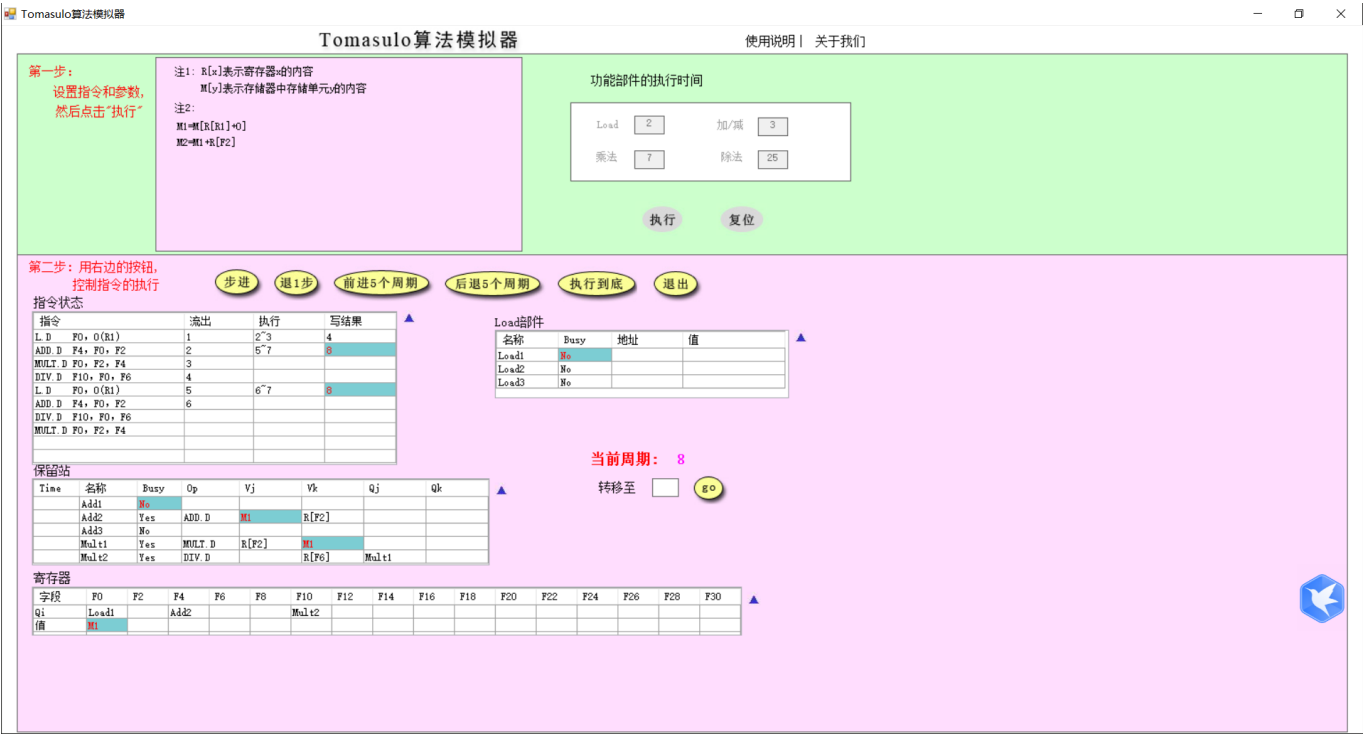 Tomasulo算法模拟器
Tomasulo算法模拟器
使用说明| 关于我们
第一步:
设置指令和参数,
然后点击"执行"
注1: R[x]表示寄存器x的内容
M[y]表示存储器中存储单元y的内容
注2:
M1=M[R[R1]+0]
M2=M1+R[F2]
功能部件的执行时间
Load 2 加/减 3
乘法 7 除法 25
执行 复位
第二步: 用右边的按钮,
控制指令的执行
步进 退1步 前进5个周期 后退5个周期 执行到底 退出
指令状态
指令 流出 执行 写结果
L.D F0, 0(R1) 1 2~3 4
ADD.D F4, F0, F2 2 5~7 8
MULT.D F0, F2, F4 3
DIV.D F10, F0, F6 4
L.D F0, 0(R1) 5 6~7 8
ADD.D F4, F0, F2 6
DIV.D F10, F0, F6
MULT.D F0, F2, F4
Load部件
名称 Busy 地址 值
Load1 No
Load2 No
Load3 No
当前周期: 8
转移至 go
保留站
Time 名称 Busy Op Vj Vk Qj Qk
Add1 No
Add2 Yes ADD.D M1 R[F2]
Add3 No
Mult1 Yes MULT.D R[F2] M1
Mult2 Yes DIV.D R[F6] Mult1
寄存器
字段 F0 F2 F4 F6 F8 F10 F12 F14 F16 F18 F20 F22 F24 F26 F28 F30
Qi Load1 Add2 Mult2
值 M1